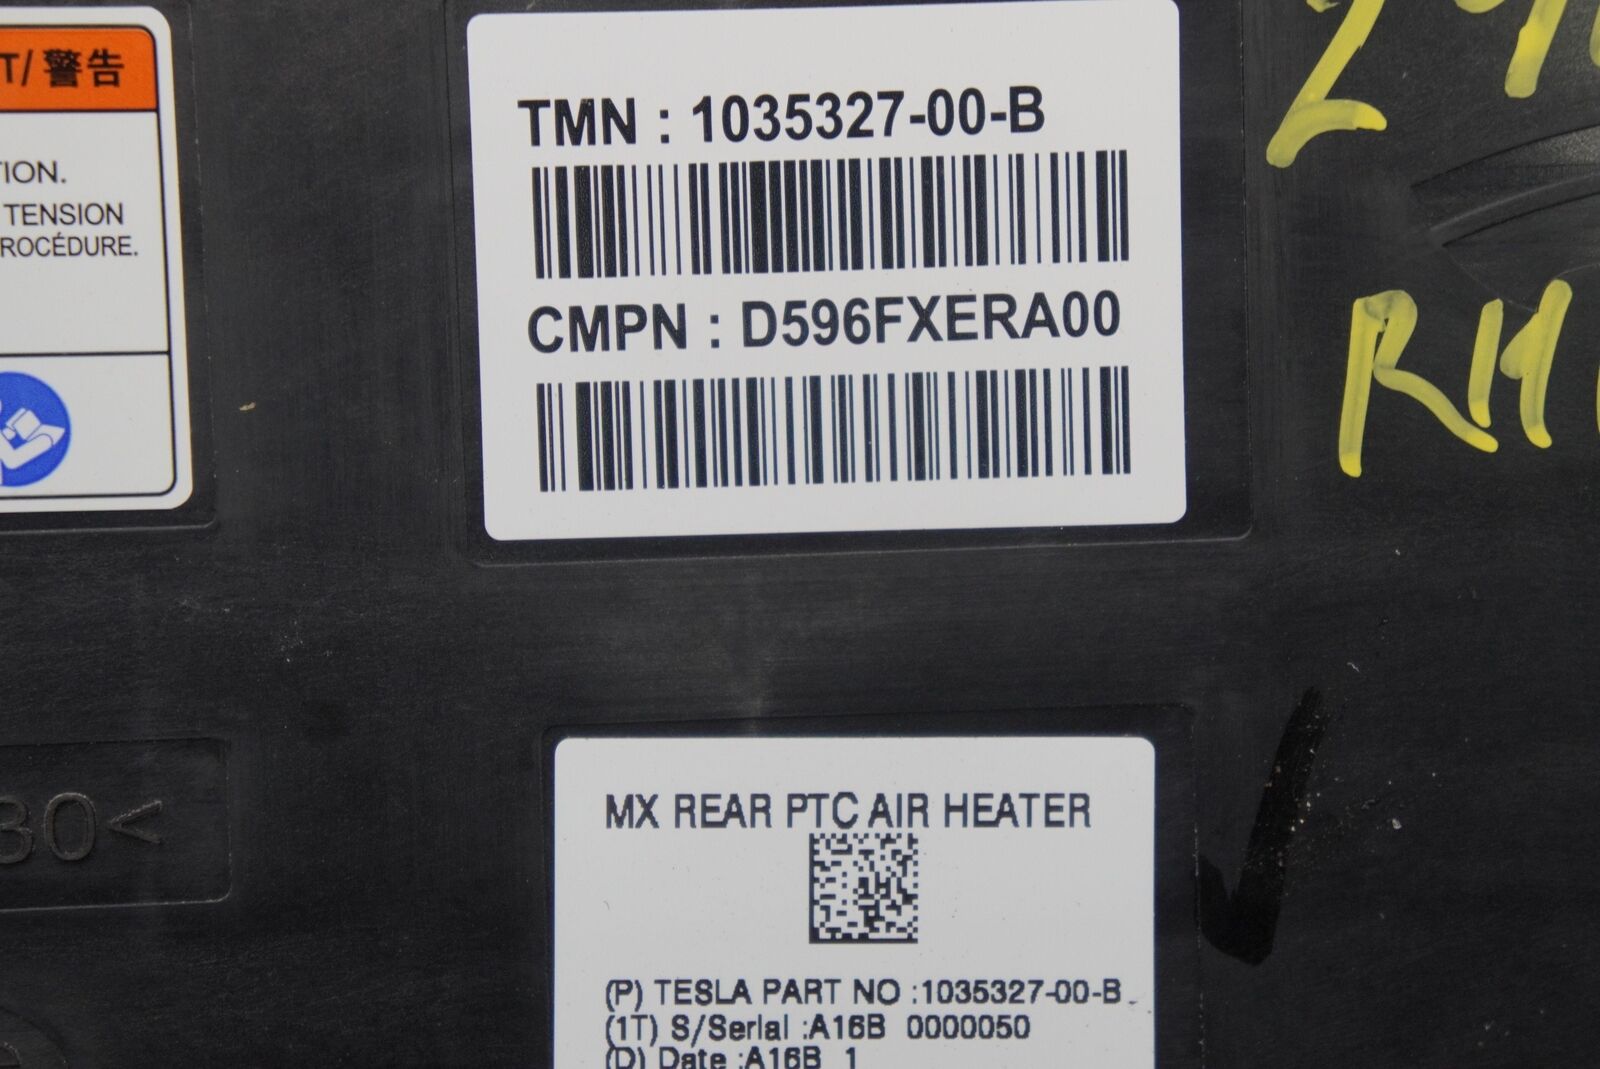 T/ 警告
TION.
TENSION
ROCÉDURE.
TMN : 1035327-00-B
CMPN : D596FXERA00
RH
30<
MX REAR PTC AIR HEATER
(P) TESLA PART NO :1035327-00-B
(1T) S/Serial :A16B 0000050
(D) Date :A16B 1